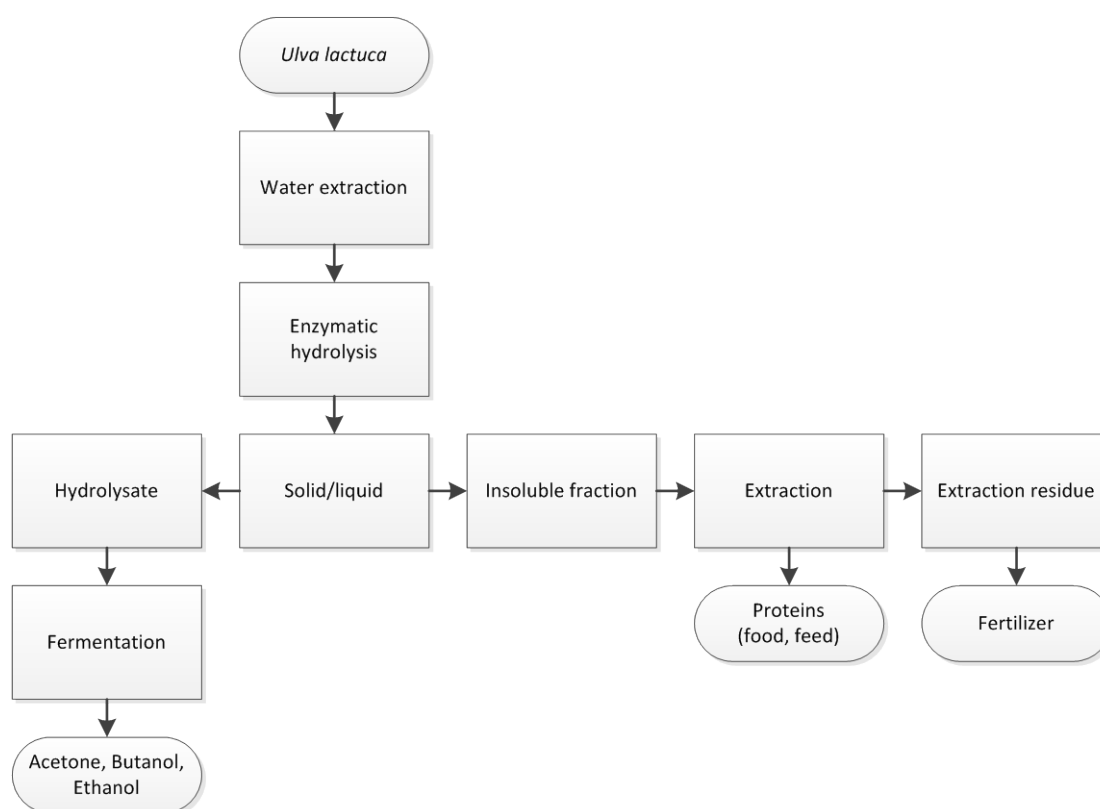 Ulva lactuca
Water extraction
Enzymatic
hydrolysis
Hydrolysate
Solid/liquid
Insoluble fraction
Extraction
Extraction residue
Fermentation
Proteins
(food, feed)
Fertilizer
Acetone, Butanol,
Ethanol